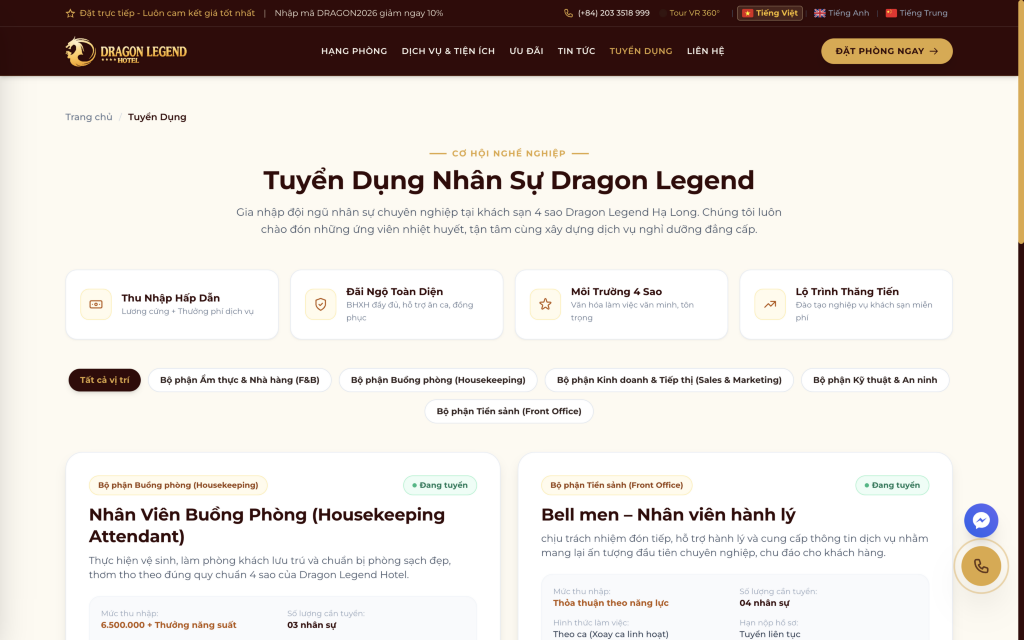 Đặt trực tiếp - Luôn cam kết giá tốt nhất | Nhập mã DRAGON2026 giảm ngay 10%
(+84) 203 3518 999 Tour VR 360° | Tiếng Việt | Tiếng Anh | Tiếng Trung
DRAGON LEGEND
HOTEL
HẠNG PHÒNG DỊCH VỤ & TIỆN ÍCH ƯU ĐÃI TIN TỨC TUYỂN DỤNG LIÊN HỆ
ĐẶT PHÒNG NGAY →
Trang chủ / Tuyển Dụng
CƠ HỘI NGHỀ NGHIỆP
Tuyển Dụng Nhân Sự Dragon Legend
Gia nhập đội ngũ nhân sự chuyên nghiệp tại khách sạn 4 sao Dragon Legend Hạ Long. Chúng tôi luôn
chào đón những ứng viên nhiệt huyết, tận tâm cùng xây dựng dịch vụ nghỉ dưỡng đẳng cấp.
Thu Nhập Hấp Dẫn
Lương cứng + Thưởng phí dịch vụ
Đãi Ngộ Toàn Diện
BHXH đầy đủ, hỗ trợ ăn ca, đồng
phục
Môi Trường 4 Sao
Văn hóa làm việc văn minh, tôn
trọng
Lộ Trình Thăng Tiến
Đào tạo nghiệp vụ khách sạn miễn
phí
Tất cả vị trí
Bộ phận Ẩm thực & Nhà hàng (F&B)
Bộ phận Buồng phòng (Housekeeping)
Bộ phận Kinh doanh & Tiếp thị (Sales & Marketing)
Bộ phận Kỹ thuật & An ninh
Bộ phận Tiền sảnh (Front Office)
Bộ phận Buồng phòng (Housekeeping)
Đang tuyển
Nhân Viên Buồng Phòng (Housekeeping
Attendant)
Thực hiện vệ sinh, làm phòng khách lưu trú và chuẩn bị phòng sạch đẹp,
thơm tho theo đúng quy chuẩn 4 sao của Dragon Legend Hotel.
Mức thu nhập:
6.500.000 + Thưởng năng suất
Số lượng cần tuyển:
03 nhân sự
Bộ phận Tiền sảnh (Front Office)
Đang tuyển
Bell men – Nhân viên hành lý
chịu trách nhiệm đón tiếp, hỗ trợ hành lý và cung cấp thông tin dịch vụ nhằm
mang lại ấn tượng đầu tiên chuyên nghiệp, chu đáo cho khách hàng.
Mức thu nhập:
Thỏa thuận theo năng lực
Số lượng cần tuyển:
04 nhân sự
Hình thức làm việc:
Theo ca (Xoay ca linh hoạt)
Hạn nộp hồ sơ:
Tuyển liên tục